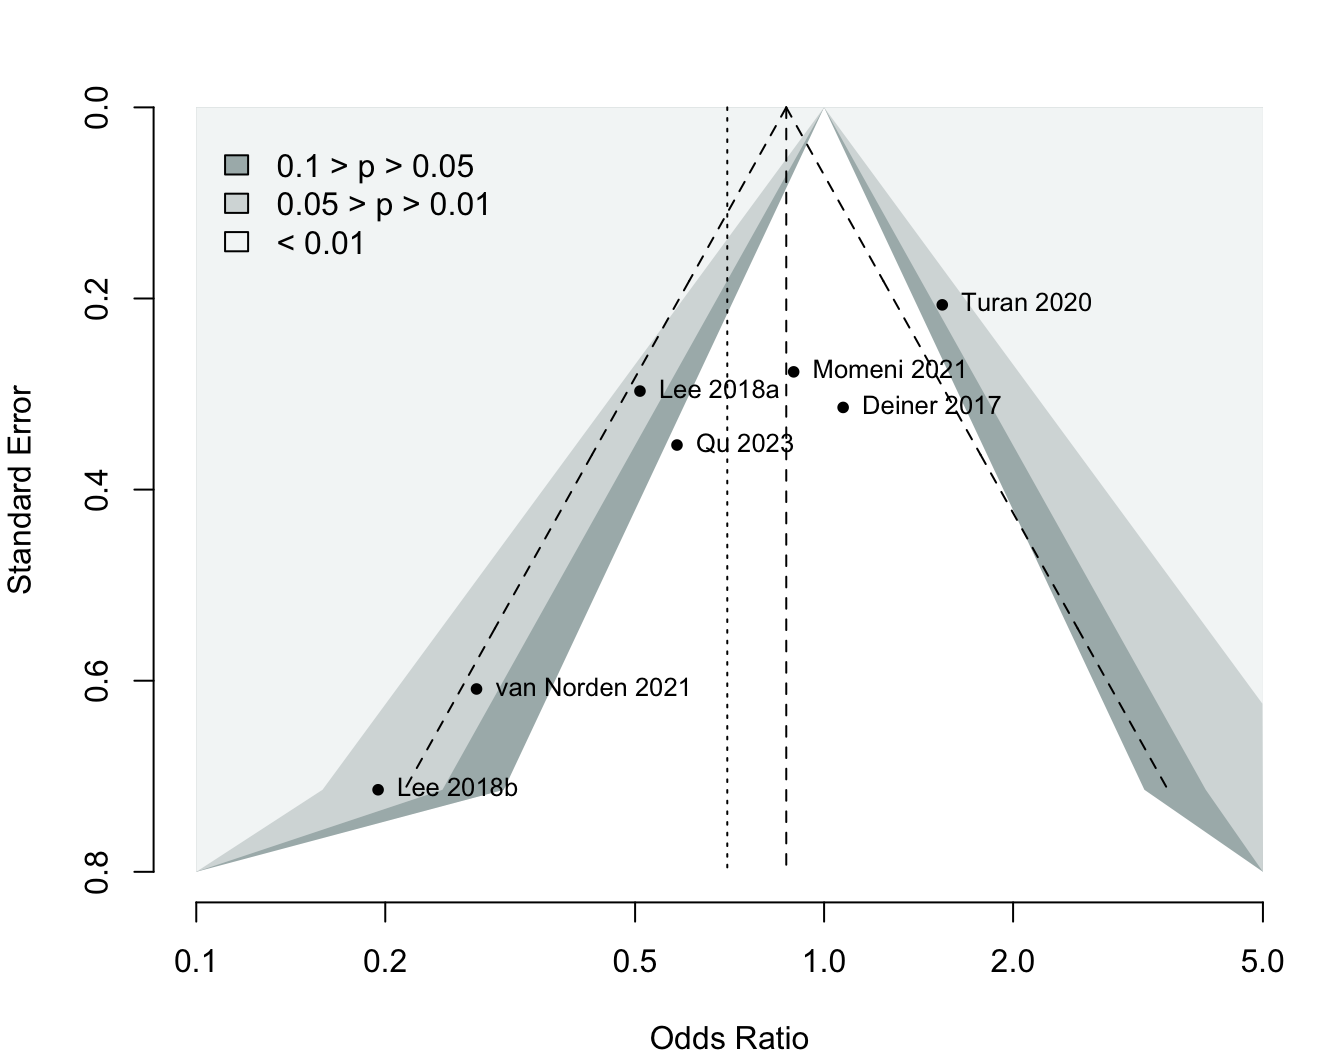 0.1 > p > 0.05
0.05 > p > 0.01
< 0.01
Turan 2020
Momeni 2021
Lee 2018a
Deiner 2017
Qu 2023
van Norden 2021
Lee 2018b
Standard Error
0.0
0.2
0.4
0.6
0.8
0.1 0.2 0.5 1.0 2.0 5.0
Odds Ratio